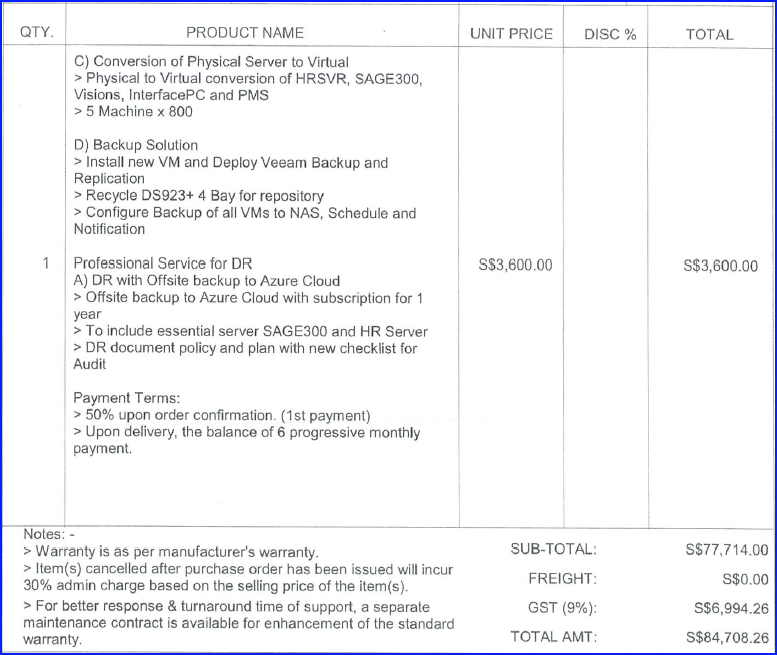 QTY. PRODUCT NAME UNIT PRICE DISC % TOTAL
C) Conversion of Physical Server to Virtual
> Physical to Virtual conversion of HRSVR, SAGE300,
Visions, InterfacePC and PMS
> 5 Machine x 800
D) Backup Solution
> Install new VM and Deploy Veeam Backup and
Replication
> Recycle DS923+ 4 Bay for repository
> Configure Backup of all VMs to NAS, Schedule and
Notification
1 Professional Service for DR S$3,600.00 S$3,600.00
A) DR with Offsite backup to Azure Cloud
> Offsite backup to Azure Cloud with subscription for 1
year
> To include essential server SAGE300 and HR Server
> DR document policy and plan with new checklist for
Audit
Payment Terms:
> 50% upon order confirmation. (1st payment)
> Upon delivery, the balance of 6 progressive monthly
payment.
Notes: -
> Warranty is as per manufacturer's warranty.
> Item(s) cancelled after purchase order has been issued will incur
30% admin charge based on the selling price of the item(s).
> For better response & turnaround time of support, a separate
maintenance contract is available for enhancement of the standard
warranty.
SUB-TOTAL: S$77,714.00
FREIGHT: S$0.00
GST (9%): S$6,994.26
TOTAL AMT: S$84,708.26